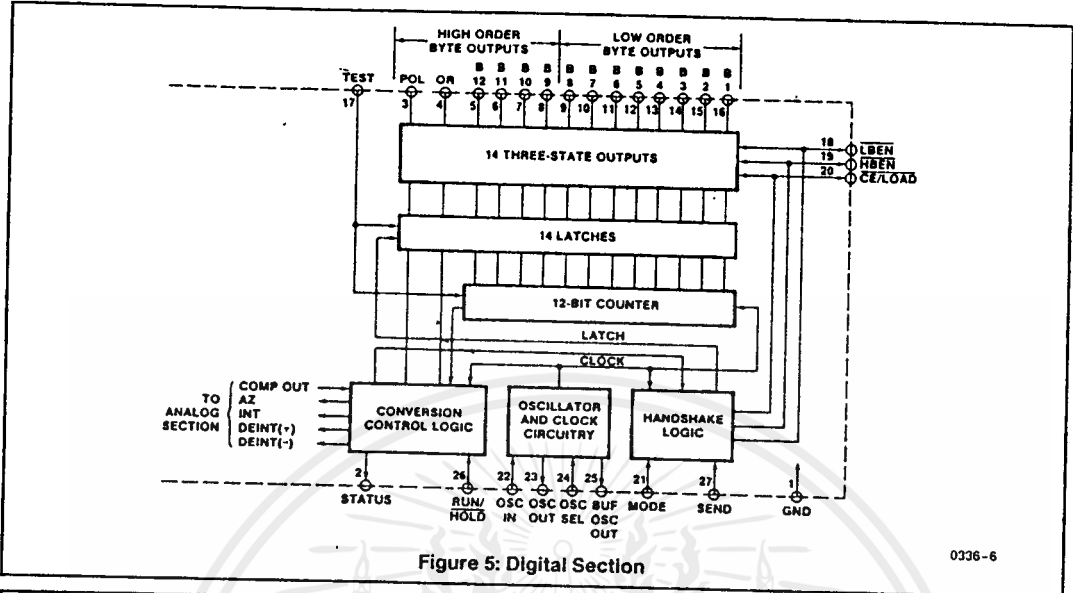 HIGH ORDER
BYTE OUTPUTS
LOW ORDER
BYTE OUTPUTS
TEST
POL
OR
B
12
B
11
B
10
B
9
B
8
B
7
B
6
B
5
B
4
B
3
B
2
B
1
17
3
4
5
6
7
8
9
10
11
12
13
14
15
16
14 THREE-STATE OUTPUTS
18
LBEN
19
HBEN
20
CE/LOAD
14 LATCHES
12-BIT COUNTER
LATCH
CLOCK
TO
ANALOG
SECTION
COMP OUT
AZ
INT
DEINT(+)
DEINT(-)
CONVERSION
CONTROL LOGIC
OSCILLATOR
AND CLOCK
CIRCUITRY
HANDSHAKE
LOGIC
2
26
22
23
24
25
21
27
1
STATUS
RUN/
HOLD
OSC
IN
OSC
OUT
OSC
SEL
BUF
OSC
OUT
MODE
SEND
GND
Figure 5: Digital Section
0336-6